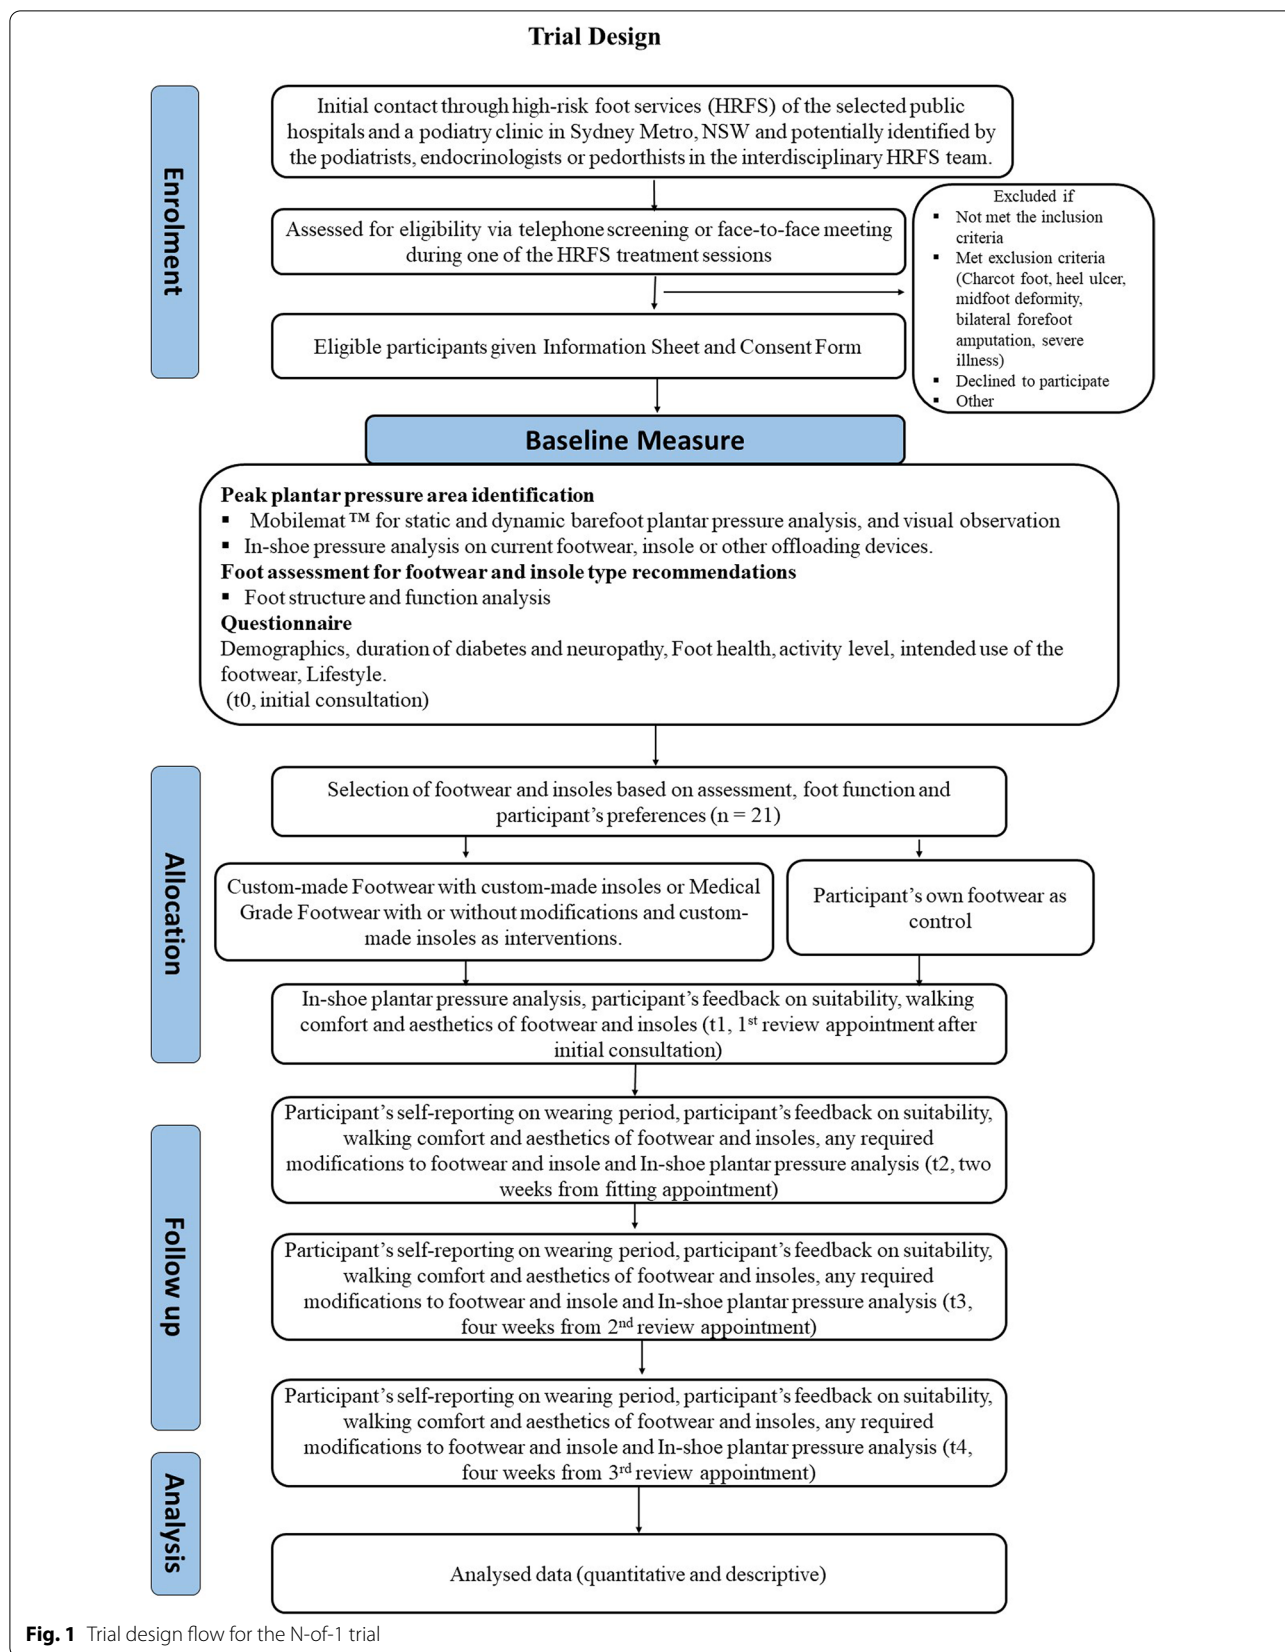 Trial Design
Enrolment
Initial contact through high-risk foot services (HRFS) of the selected public
hospitals and a podiatry clinic in Sydney Metro, NSW and potentially identified by
the podiatrists, endocrinologists or pedorthists in the interdisciplinary HRFS team.
Assessed for eligibility via telephone screening or face-to-face meeting
during one of the HRFS treatment sessions
Excluded if
▪ Not met the inclusion
criteria
▪ Met exclusion criteria
(Charcot foot, heel ulcer,
midfoot deformity,
bilateral forefoot
amputation, severe
illness)
▪ Declined to participate
▪ Other
Eligible participants given Information Sheet and Consent Form
Baseline Measure
Peak plantar pressure area identification
▪ Mobilemat™ for static and dynamic barefoot plantar pressure analysis, and visual observation
▪ In-shoe pressure analysis on current footwear, insole or other offloading devices.
Foot assessment for footwear and insole type recommendations
▪ Foot structure and function analysis
Questionnaire
Demographics, duration of diabetes and neuropathy, Foot health, activity level, intended use of the
footwear, Lifestyle.
(t0, initial consultation)
Allocation
Selection of footwear and insoles based on assessment, foot function and
participant's preferences (n = 21)
Custom-made Footwear with custom-made insoles or Medical
Grade Footwear with or without modifications and custom-
made insoles as interventions.
Participant's own footwear as
control
In-shoe plantar pressure analysis, participant's feedback on suitability, walking
comfort and aesthetics of footwear and insoles (t1, 1st review appointment after
initial consultation)
Follow up
Participant's self-reporting on wearing period, participant's feedback on suitability,
walking comfort and aesthetics of footwear and insoles, any required
modifications to footwear and insole and In-shoe plantar pressure analysis (t2, two
weeks from fitting appointment)
Participant's self-reporting on wearing period, participant's feedback on suitability,
walking comfort and aesthetics of footwear and insoles, any required
modifications to footwear and insole and In-shoe plantar pressure analysis (t3,
four weeks from 2nd review appointment)
Participant's self-reporting on wearing period, participant's feedback on suitability,
walking comfort and aesthetics of footwear and insoles, any required
modifications to footwear and insole and In-shoe plantar pressure analysis (t4,
four weeks from 3rd review appointment)
Analysis
Analysed data (quantitative and descriptive)
Fig. 1 Trial design flow for the N-of-1 trial